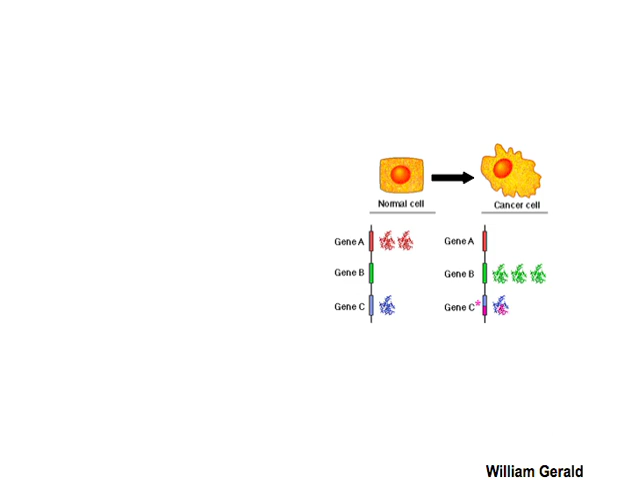 Normal cell
Cancer cell
Gene A
Gene A
Gene B
Gene B
Gene C
Gene C*
William Gerald